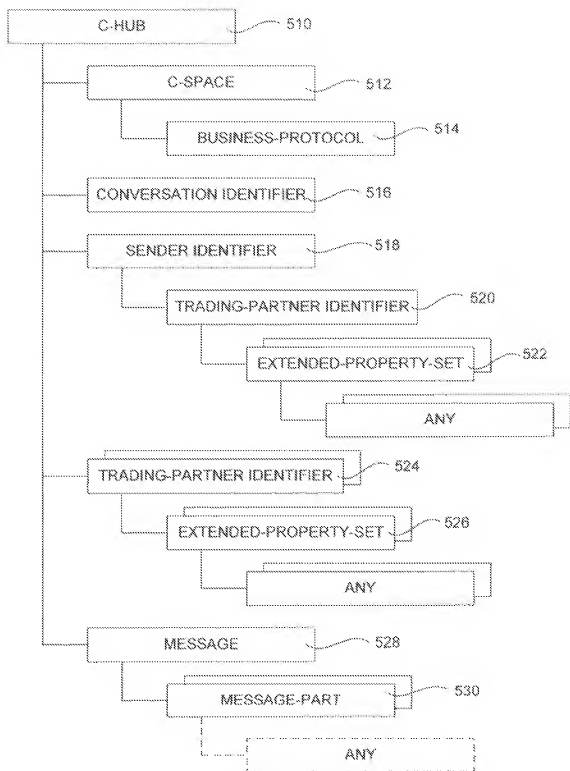 C-HUB 510
C-SPACE 512
BUSINESS-PROTOCOL 514
CONVERSATION IDENTIFIER 516
SENDER IDENTIFIER 518
TRADING-PARTNER IDENTIFIER 520
EXTENDED-PROPERTY-SET 522
ANY
TRADING-PARTNER IDENTIFIER 524
EXTENDED-PROPERTY-SET 526
ANY
MESSAGE 528
MESSAGE-PART 530
ANY